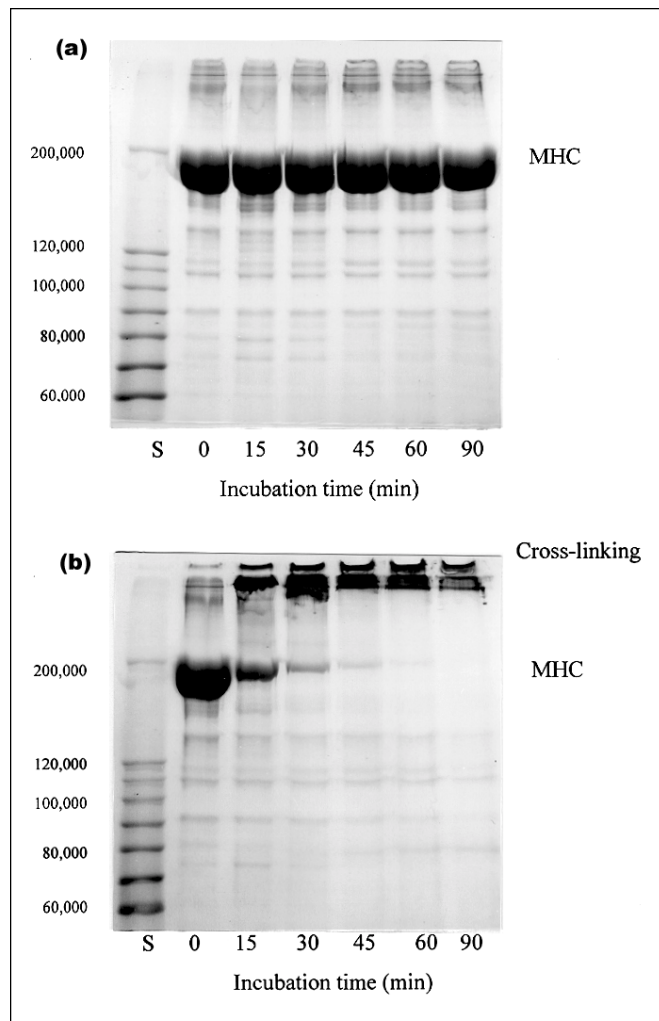 (a)
200,000
MHC
120,000
100,000
80,000
60,000
S 0 15 30 45 60 90
Incubation time (min)
(b)
Cross-linking
200,000
MHC
120,000
100,000
80,000
60,000
S 0 15 30 45 60 90
Incubation time (min)